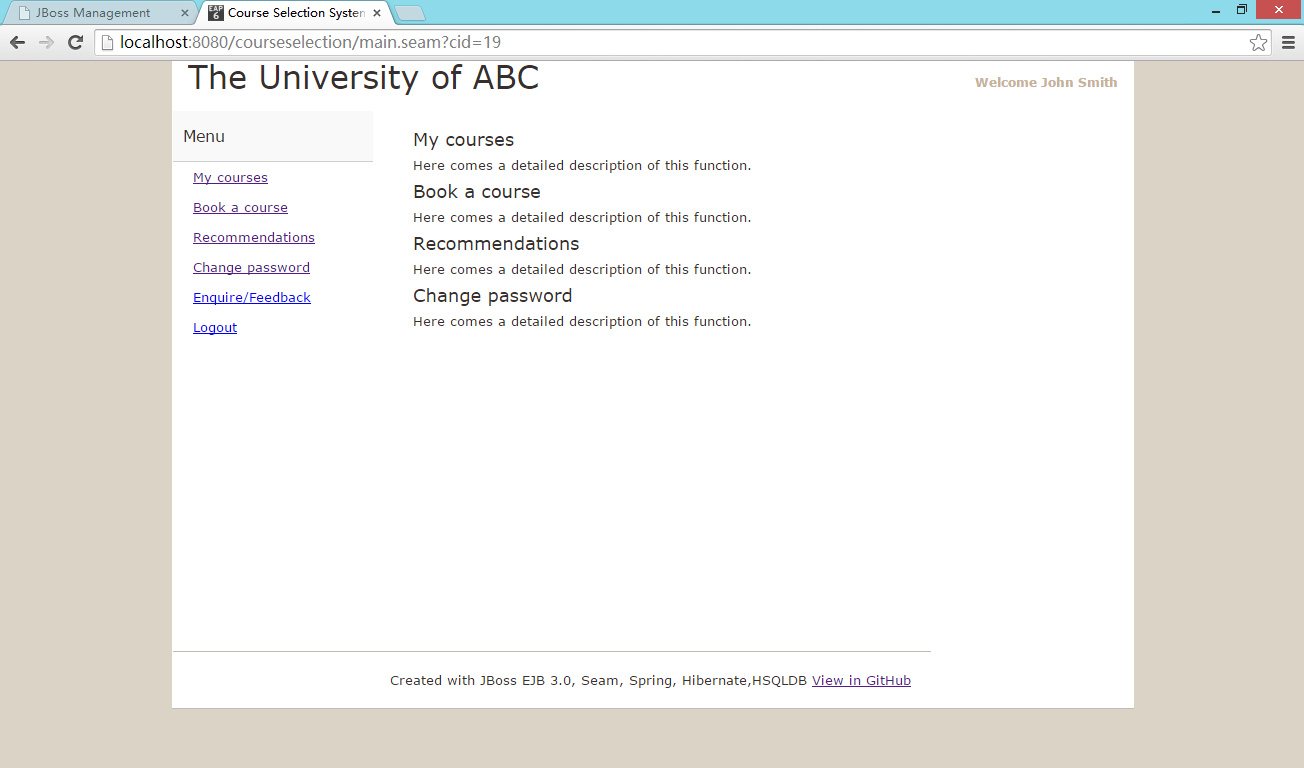 JBoss Management
EAP 6 Course Selection System
localhost:8080/courseselection/main.seam?cid=19
The University of ABC
Welcome John Smith
Menu
My courses
Book a course
Recommendations
Change password
Enquire/Feedback
Logout
My courses
Here comes a detailed description of this function.
Book a course
Here comes a detailed description of this function.
Recommendations
Here comes a detailed description of this function.
Change password
Here comes a detailed description of this function.
Created with JBoss EJB 3.0, Seam, Spring, Hibernate,HSQLDB View in GitHub